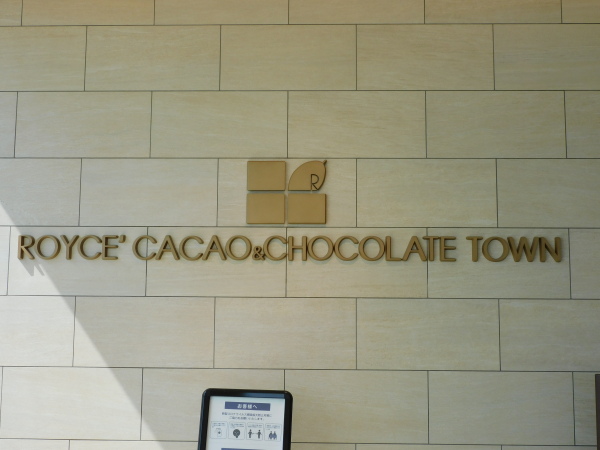 R
ROYCE' CACAO&CHOCOLATE TOWN
お客様へ